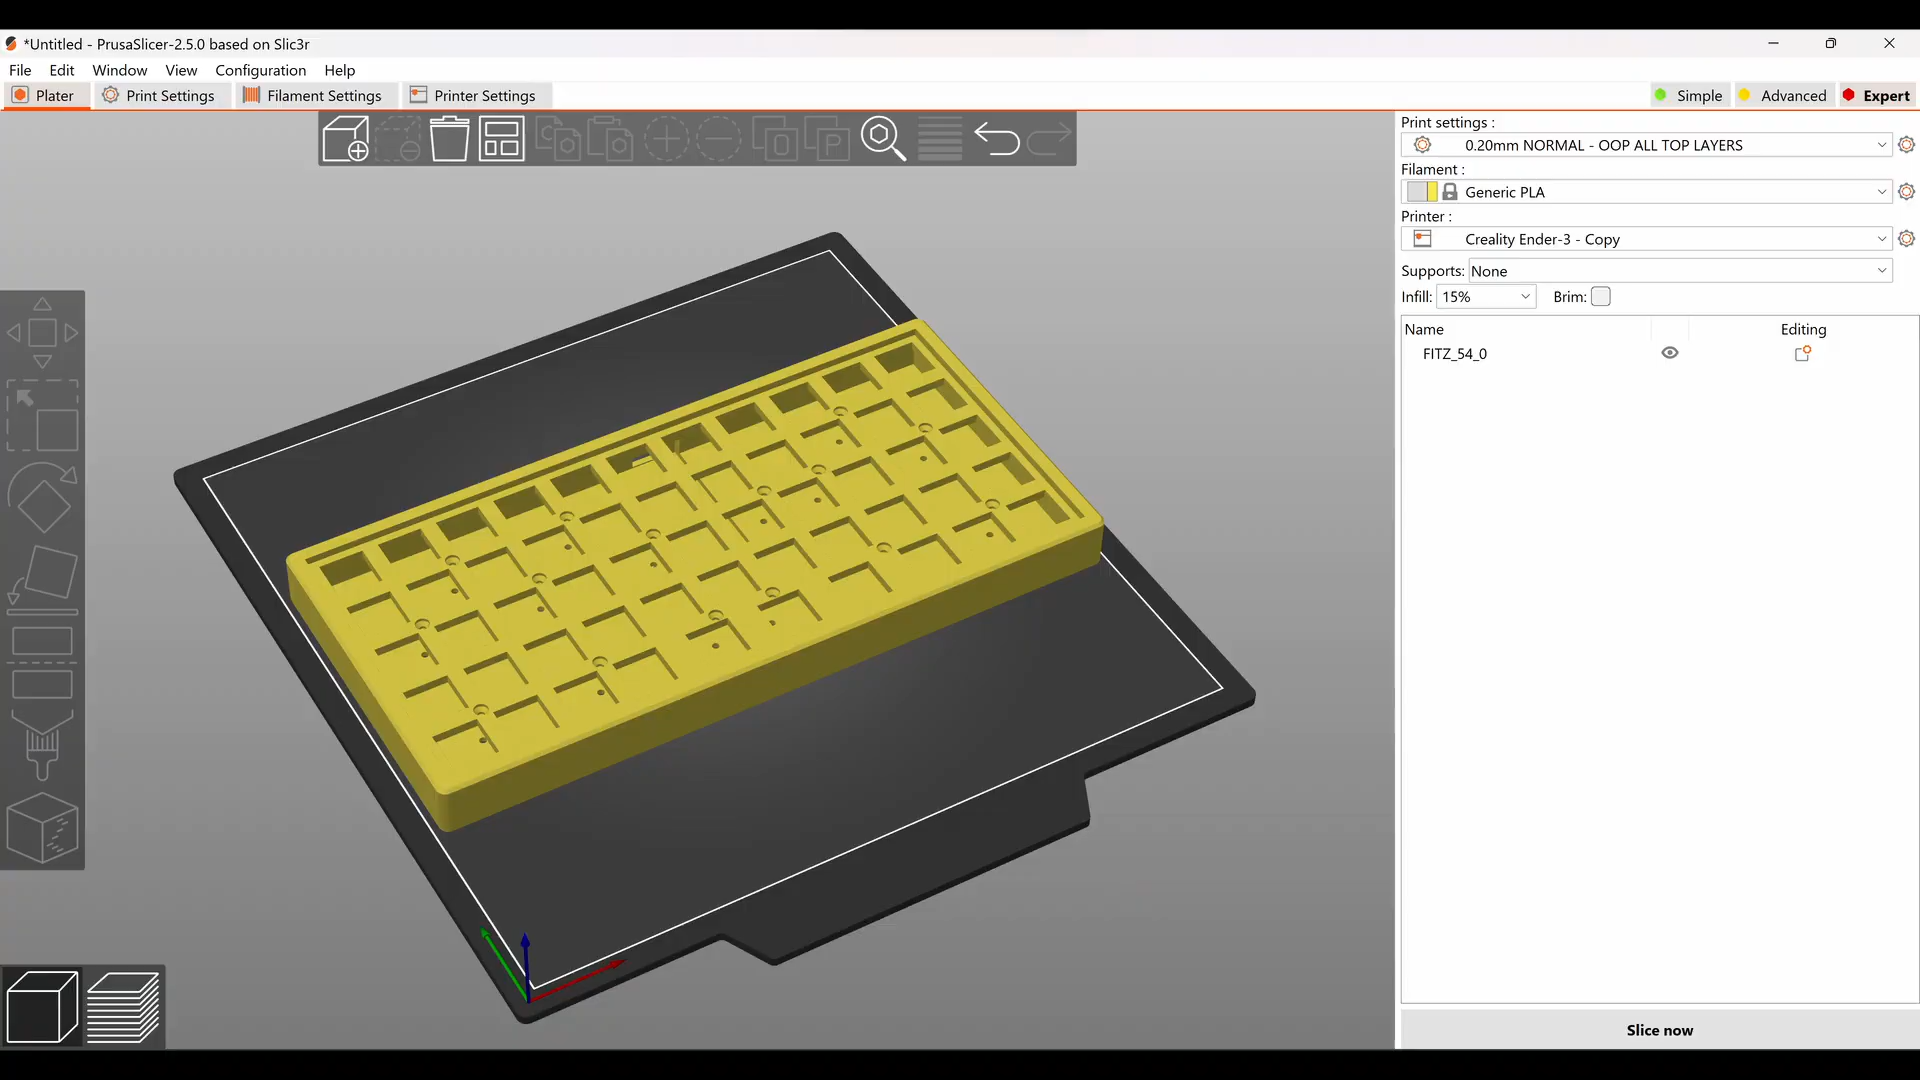 *Untitled - PrusaSlicer-2.5.0 based on Slic3r
File Edit Window View Configuration Help
Plater Print Settings Filament Settings Printer Settings Simple Advanced Expert
Print settings :
0.20mm NORMAL - OOP ALL TOP LAYERS
Filament :
Generic PLA
Printer :
Creality Ender-3 - Copy
Supports: None
Infill: 15% Brim:
Name Editing
FITZ_54_0
Slice now